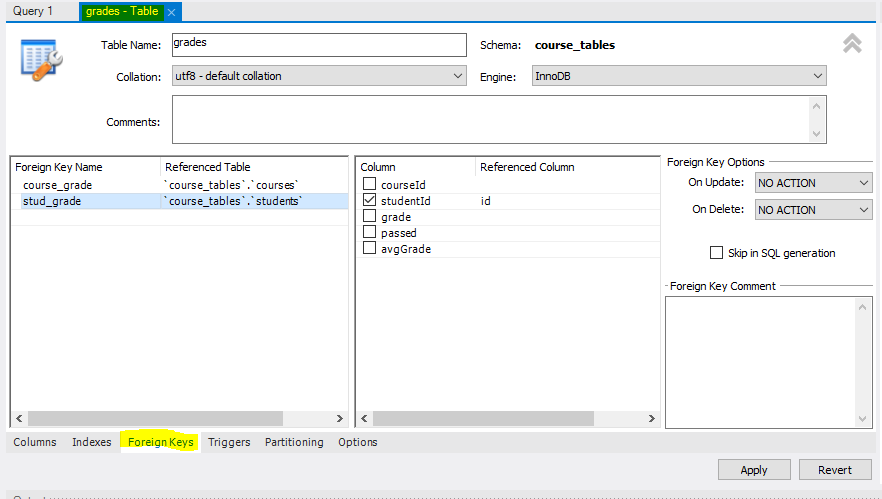 Query 1 grades - Table
Table Name: grades Schema: course_tables
Collation: utf8 - default collation Engine: InnoDB
Comments:
Foreign Key Name Referenced Table Column Referenced Column Foreign Key Options
course_grade `course_tables`.`courses` courseId On Update: NO ACTION
stud_grade `course_tables`.`students` studentId id
grade On Delete: NO ACTION
passed
avgGrade Skip in SQL generation
Foreign Key Comment
Columns Indexes Foreign Keys Triggers Partitioning Options
Apply Revert